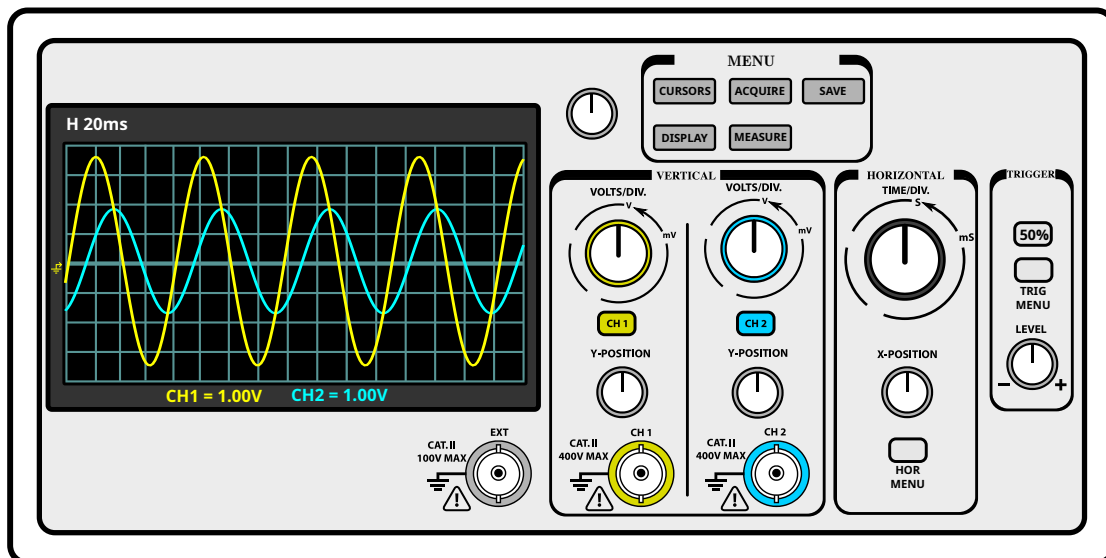 MENU
CURSORS
ACQUIRE
SAVE
DISPLAY
MEASURE
H 20ms
CH1 = 1.00V
CH2 = 1.00V
VERTICAL
VOLTS/DIV.
V
mV
CH 1
Y-POSITION
VOLTS/DIV.
V
mV
CH 2
Y-POSITION
HORIZONTAL
TIME/DIV.
S
mS
X-POSITION
HOR
MENU
TRIGGER
50%
TRIG
MENU
LEVEL
− +
EXT
CAT. II
100V MAX
!
CH 1
CAT. II
400V MAX
!
CH 2
CAT. II
400V MAX
!